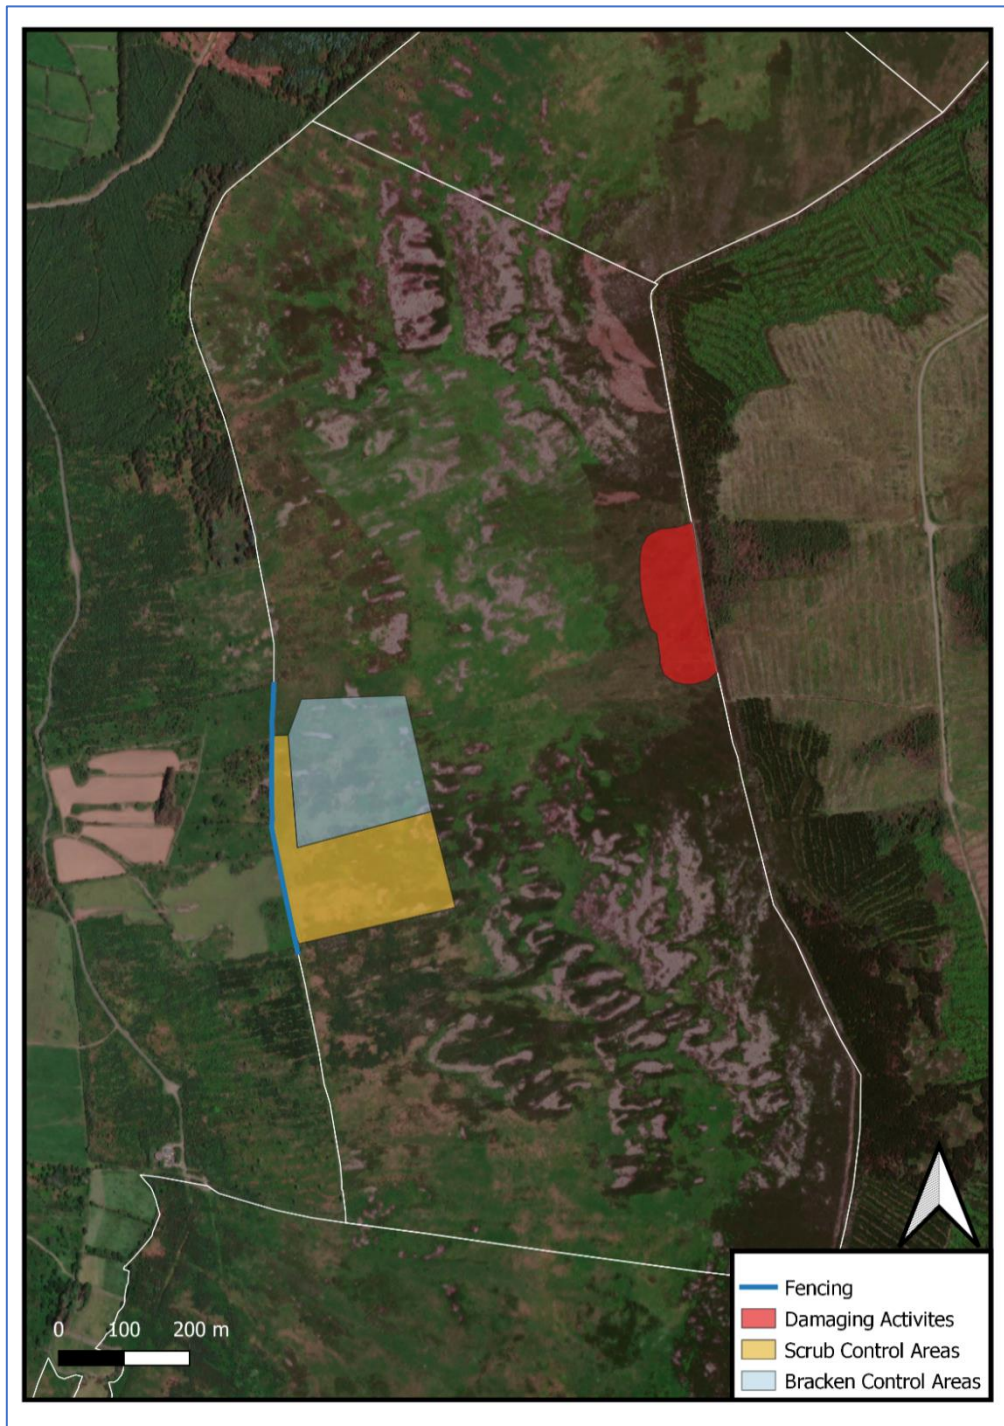 0 100 200 m
Fencing
Damaging Activites
Scrub Control Areas
Bracken Control Areas